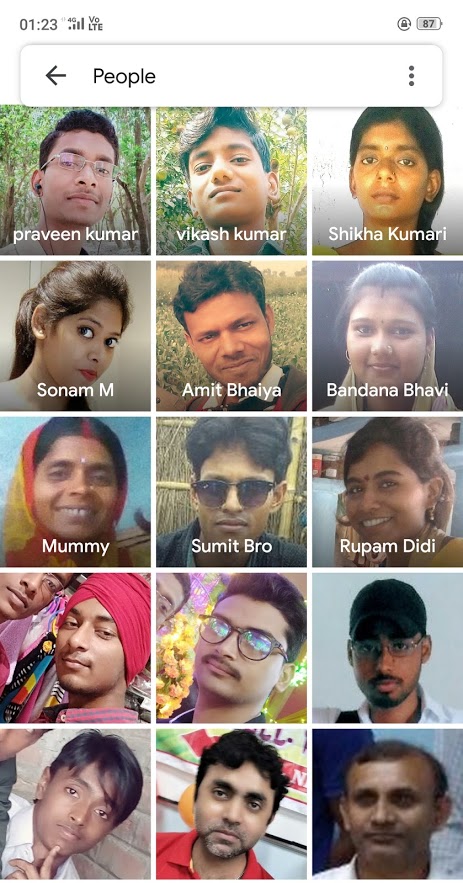 01:23 4G Vo LTE 87
People
praveen kumar vikash kumar Shikha Kumari
Sonam M Amit Bhaiya Bandana Bhavi
Mummy Sumit Bro Rupam Didi